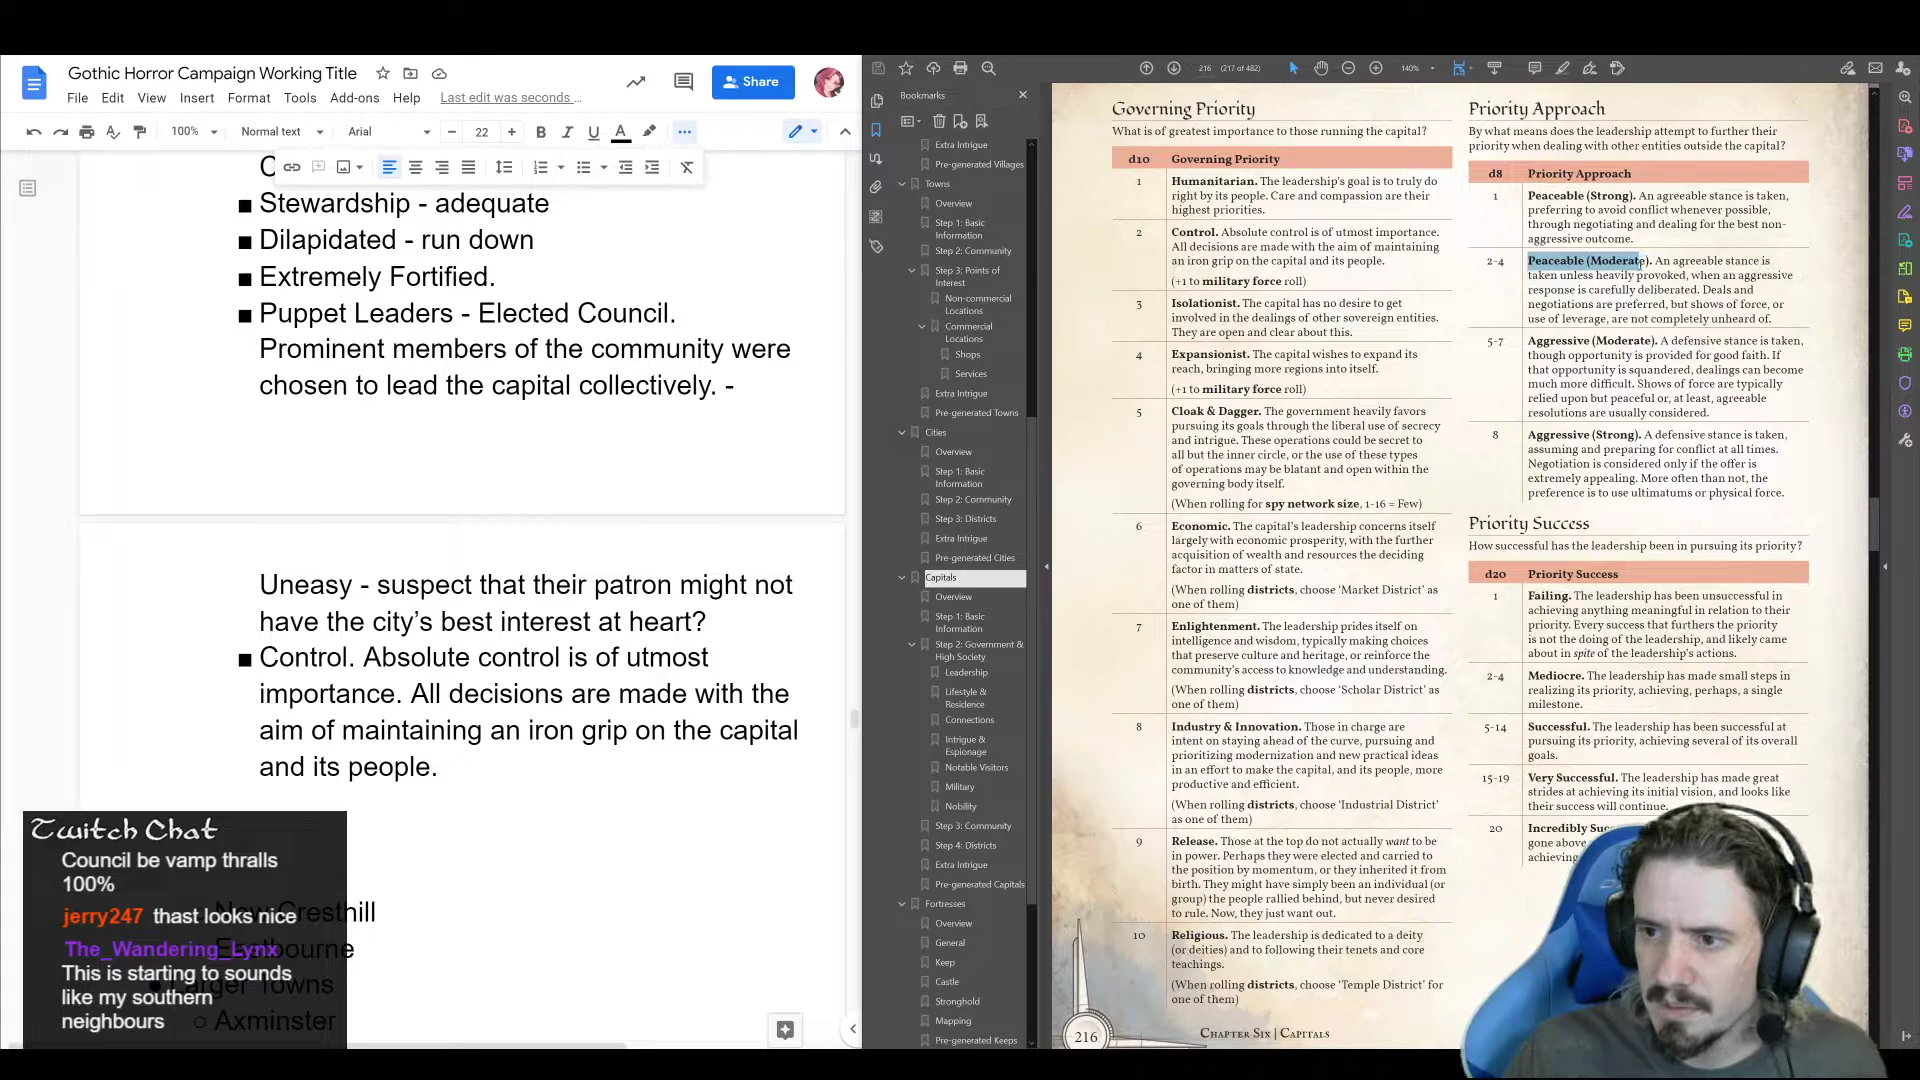 Gothic Horror Campaign Working Title
File Edit View Insert Format Tools Add-ons Help Last edit was seconds ...
Share
100% Normal text Arial 22
Stewardship - adequate
Dilapidated - run down
Extremely Fortified.
Puppet Leaders - Elected Council.
Prominent members of the community were
chosen to lead the capital collectively. -
Uneasy - suspect that their patron might not
have the city's best interest at heart?
Control. Absolute control is of utmost
importance. All decisions are made with the
aim of maintaining an iron grip on the capital
and its people.
New Cresthill
Eastbourne
Larger Towns
Axminster
Twitch Chat
Council be vamp thralls
100%
jerry247 thast looks nice
The_Wandering_Lynx
This is starting to sounds
like my southern
neighbours
216 (217 of 482) 140%
Bookmarks
Extra Intrigue
Pre-generated Villages
Towns
Overview
Step 1: Basic
Information
Step 2: Community
Step 3: Points of
Interest
Non-commercial
Locations
Commercial
Locations
Shops
Services
Extra Intrigue
Pre-generated Towns
Cities
Overview
Step 1: Basic
Information
Step 2: Community
Step 3: Districts
Extra Intrigue
Pre-generated Cities
Capitals
Overview
Step 1: Basic
Information
Step 2: Government &
High Society
Leadership
Lifestyle &
Residence
Connections
Intrigue &
Espionage
Notable Visitors
Military
Nobility
Step 3: Community
Step 4: Districts
Extra Intrigue
Pre-generated Capitals
Fortresses
Overview
General
Keep
Castle
Stronghold
Mapping
Pre-generated Keeps
Governing Priority
What is of greatest importance to those running the capital?
d10 Governing Priority
1 Humanitarian. The leadership's goal is to truly do
right by its people. Care and compassion are their
highest priorities.
2 Control. Absolute control is of utmost importance.
All decisions are made with the aim of maintaining
an iron grip on the capital and its people.
(+1 to military force roll)
3 Isolationist. The capital has no desire to get
involved in the dealings of other sovereign entities.
They are open and clear about this.
4 Expansionist. The capital wishes to expand its
reach, bringing more regions into itself.
(+1 to military force roll)
5 Cloak & Dagger. The government heavily favors
pursuing its goals through the liberal use of secrecy
and intrigue. These operations could be secret to
all but the inner circle, or the use of these types
of operations may be blatant and open within the
governing body itself.
(When rolling for spy network size, 1-16 = Few)
6 Economic. The capital's leadership concerns itself
largely with economic prosperity, with the further
acquisition of wealth and resources the deciding
factor in matters of state.
(When rolling districts, choose 'Market District' as
one of them)
7 Enlightenment. The leadership prides itself on
intelligence and wisdom, typically making choices
that preserve culture and heritage, or reinforce the
community's access to knowledge and understanding.
(When rolling districts, choose 'Scholar District' as
one of them)
8 Industry & Innovation. Those in charge are
intent on staying ahead of the curve, pursuing and
prioritizing modernization and new practical ideas
in an effort to make the capital, and its people, more
productive and efficient.
(When rolling districts, choose 'Industrial District'
as one of them)
9 Release. Those at the top do not actually want to be
in power. Perhaps they were elected and carried to
the position by momentum, or they inherited it from
birth. They might have simply been an individual (or
group) the people rallied behind, but never desired
to rule. Now, they just want out.
10 Religious. The leadership is dedicated to a deity
(or deities) and to following their tenets and core
teachings.
(When rolling districts, choose 'Temple District' for
one of them)
216 Chapter Six | Capitals
Priority Approach
By what means does the leadership attempt to further their
priority when dealing with other entities outside the capital?
d8 Priority Approach
1 Peaceable (Strong). An agreeable stance is taken,
preferring to avoid conflict whenever possible,
through negotiating and dealing for the best non-
aggressive outcome.
2-4 Peaceable (Moderate). An agreeable stance is
taken unless heavily provoked, when an aggressive
response is carefully deliberated. Deals and
negotiations are preferred, but shows of force, or
use of leverage, are not completely unheard of.
5-7 Aggressive (Moderate). A defensive stance is taken,
though opportunity is provided for good faith. If
that opportunity is squandered, dealings can become
much more difficult. Shows of force are typically
relied upon but peaceful or, at least, agreeable
resolutions are usually considered.
8 Aggressive (Strong). A defensive stance is taken,
assuming and preparing for conflict at all times.
Negotiation is considered only if the offer is
extremely appealing. More often than not, the
preference is to use ultimatums or physical force.
Priority Success
How successful has the leadership been in pursuing its priority?
d20 Priority Success
1 Failing. The leadership has been unsuccessful in
achieving anything meaningful in relation to their
priority. Every success that furthers the priority
is not the doing of the leadership, and likely came
about in spite of the leadership's actions.
2-4 Mediocre. The leadership has made small steps in
realizing its priority, achieving, perhaps, a single
milestone.
5-14 Successful. The leadership has been successful at
pursuing its priority, achieving several of its overall
goals.
15-19 Very Successful. The leadership has made great
strides at achieving its initial vision, and looks like
their success will continue.
20 Incredibly
gone above
achieving